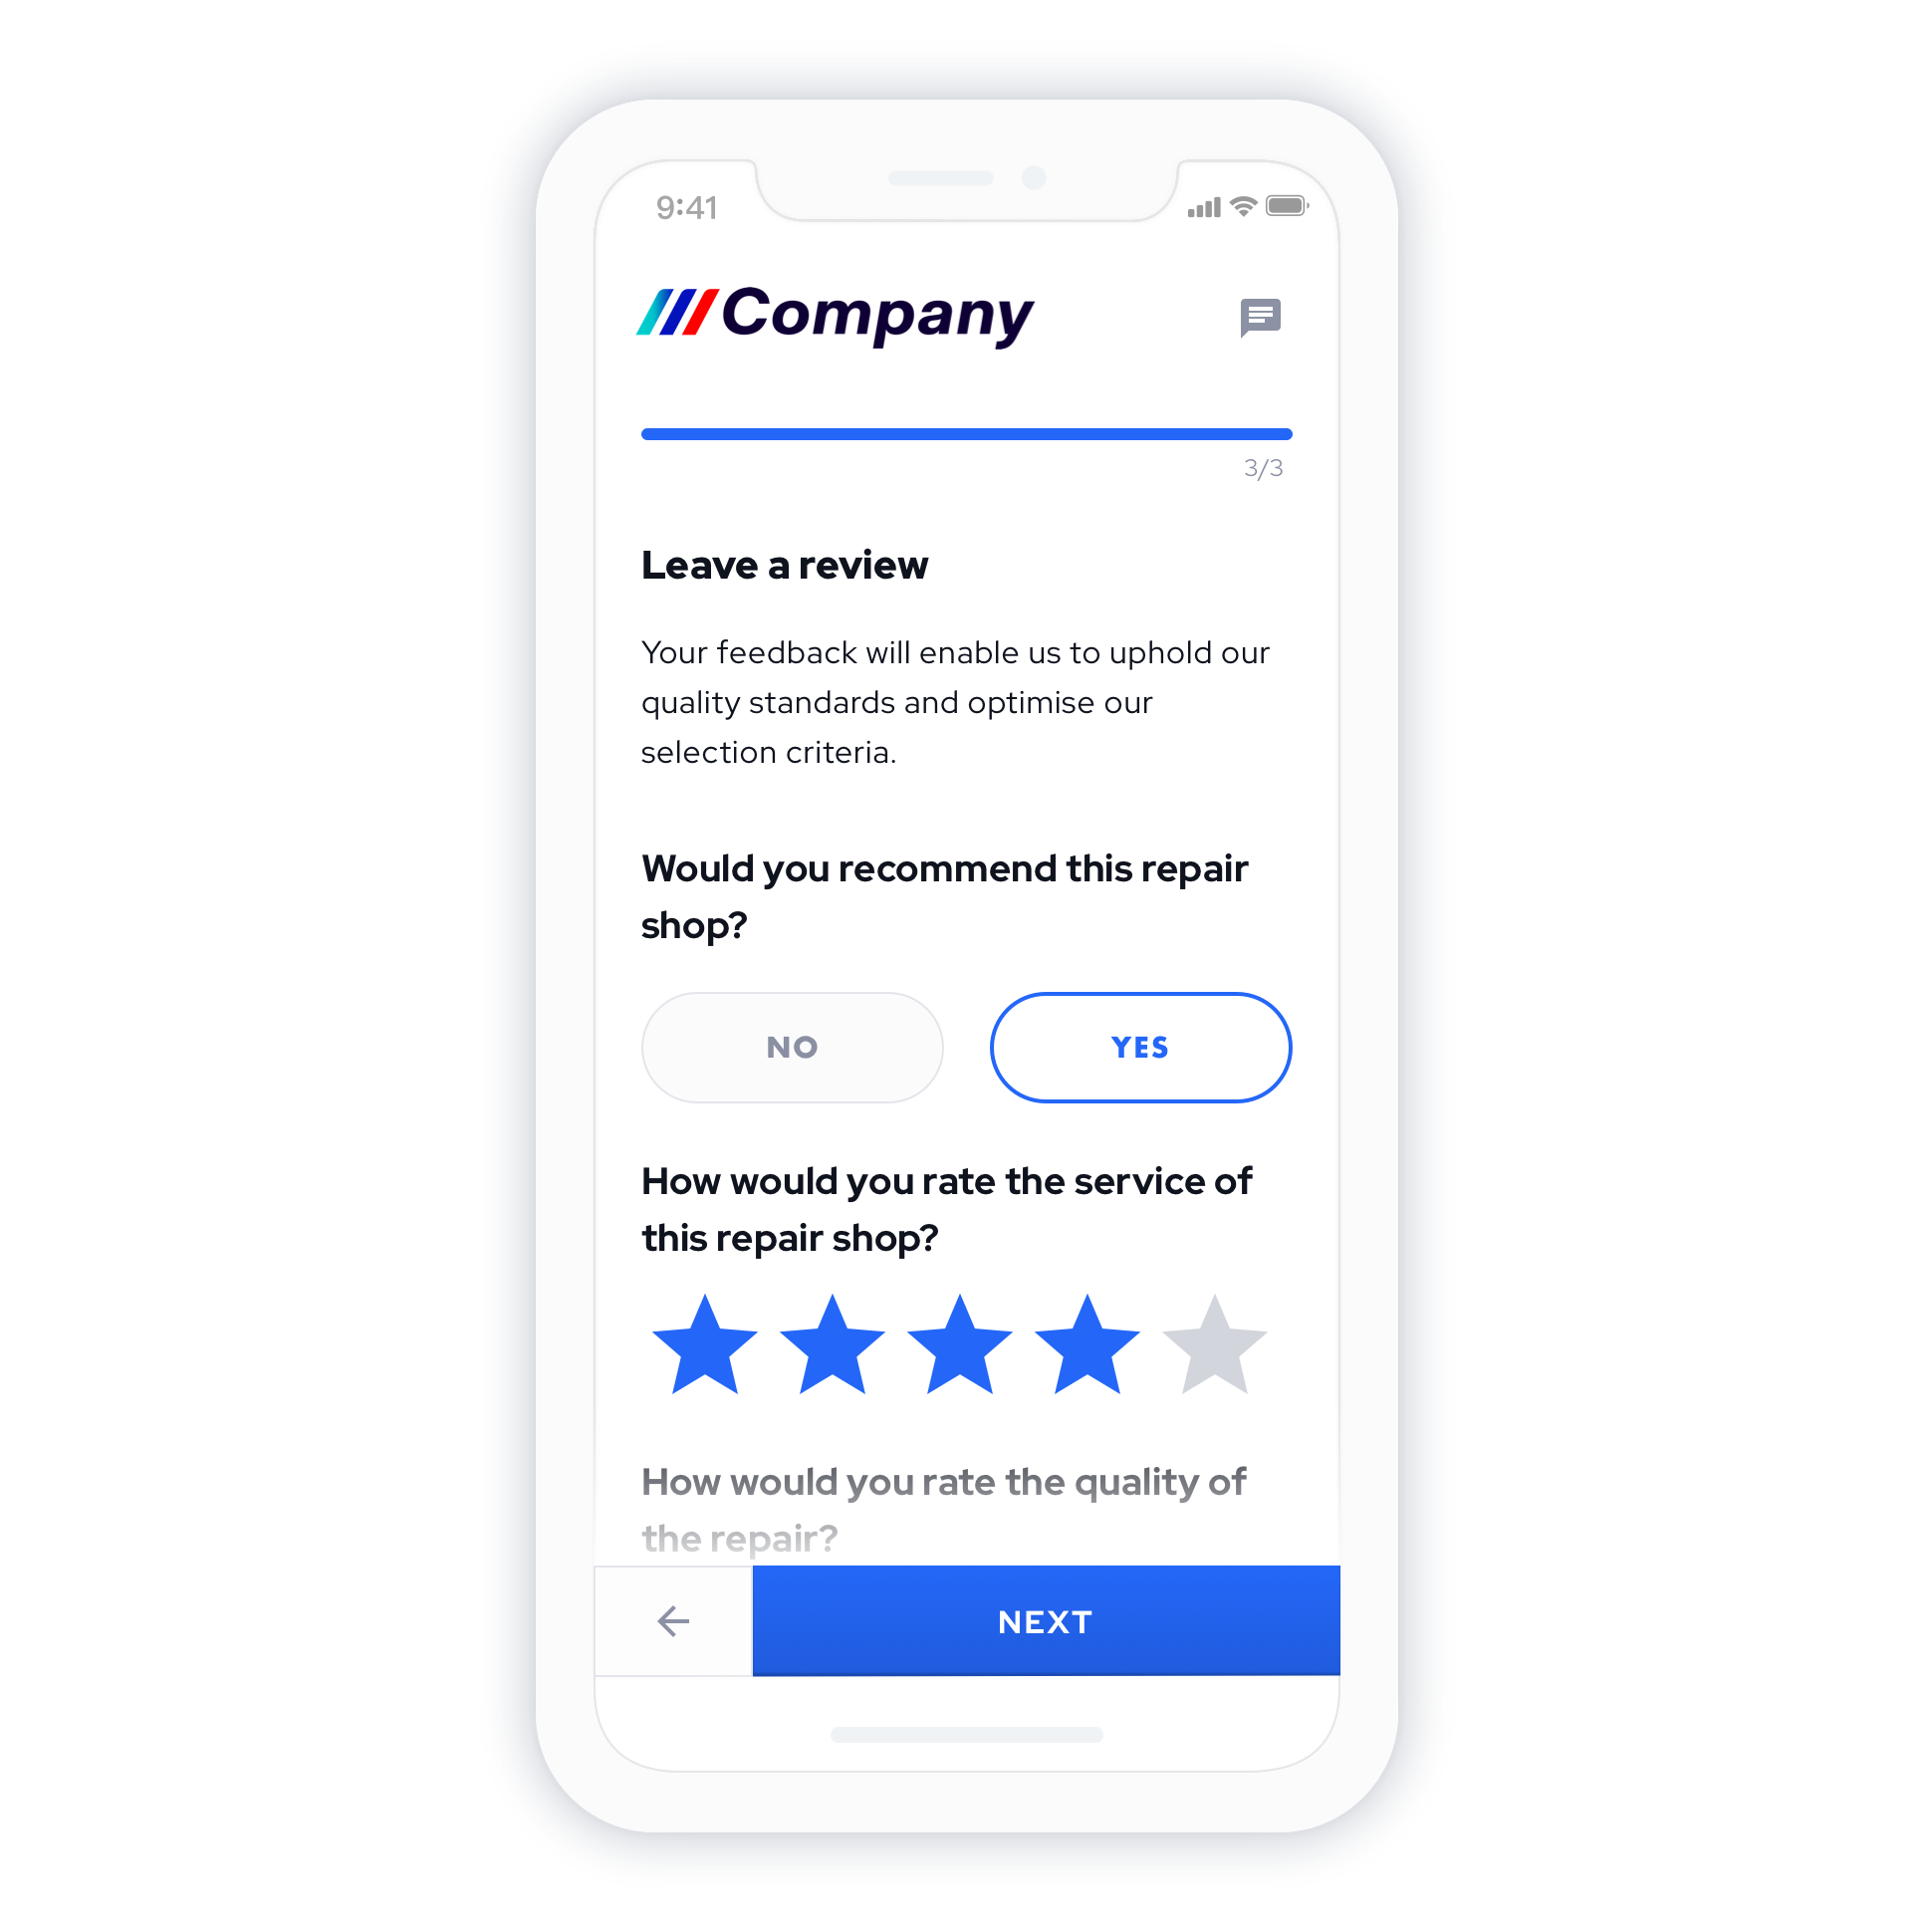 9:41
Company
3/3
Leave a review
Your feedback will enable us to uphold our
quality standards and optimise our
selection criteria.
Would you recommend this repair
shop?
NO YES
How would you rate the service of
this repair shop?
How would you rate the quality of
the repair?
NEXT